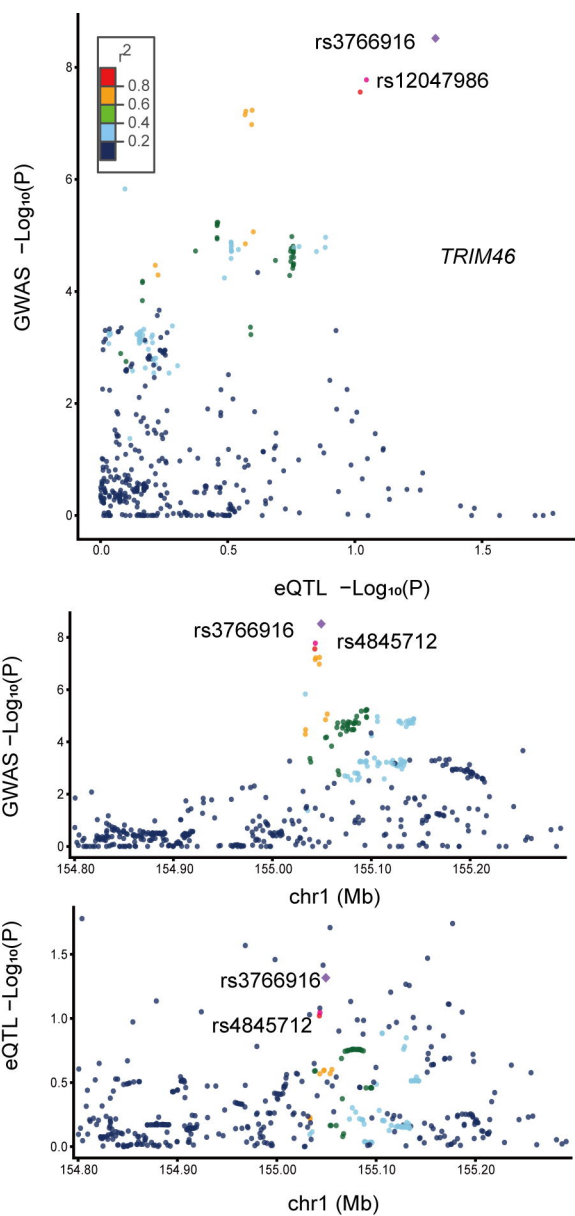 r2
0.8
0.6
0.4
0.2
rs3766916
rs12047986
TRIM46
GWAS −Log₁₀(P)
8
6
4
2
0
0.0 0.5 1.0 1.5
eQTL −Log₁₀(P)
rs3766916
rs4845712
GWAS −Log₁₀(P)
8
6
4
2
0
154.80 154.90 155.00 155.10 155.20
chr1 (Mb)
eQTL −Log₁₀(P)
1.5
1.0
0.5
0.0
rs3766916
rs4845712
154.80 154.90 155.00 155.10 155.20
chr1 (Mb)